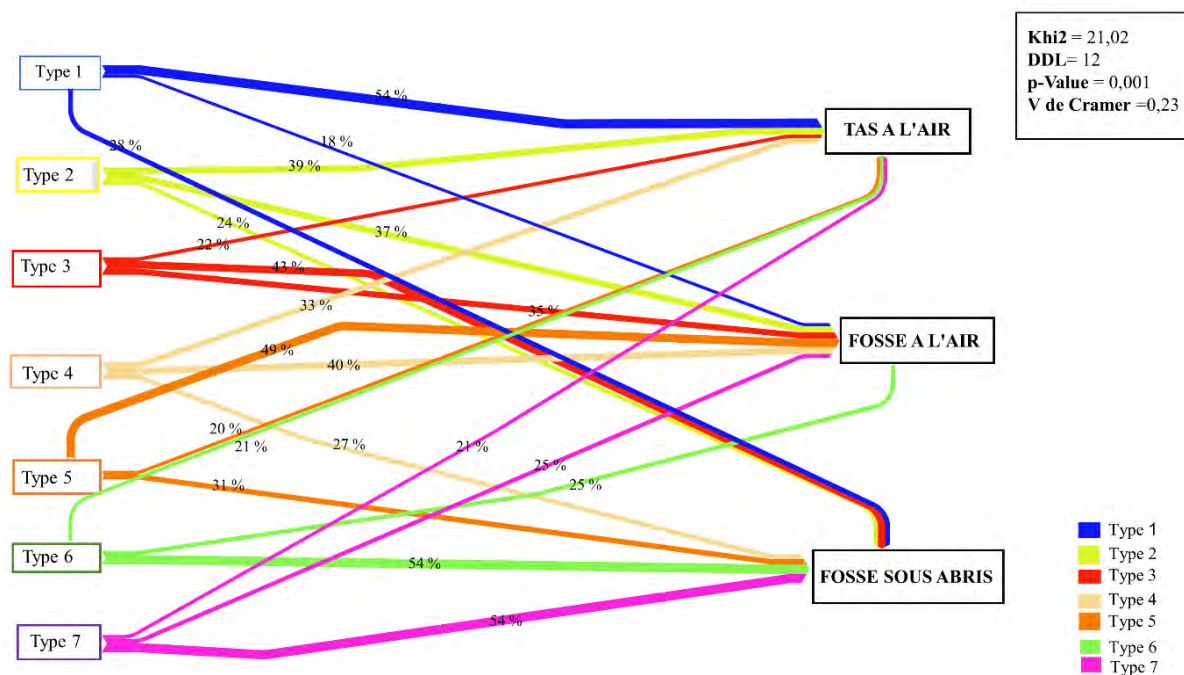 Khi2 = 21,02
DDL= 12
p-Value = 0,001
V de Cramer =0,23
Type 1
54 %
TAS A L'AIR
28 %
18 %
39 %
Type 2
24 %
37 %
22 %
Type 3
43 %
33 %
35 %
FOSSE A L'AIR
49 %
40 %
Type 4
20 %
21 %
27 %
21 %
25 %
Type 5
31 %
25 %
Type 6
54 %
FOSSE SOUS ABRIS
Type 7
54 %
Type 1
Type 2
Type 3
Type 4
Type 5
Type 6
Type 7